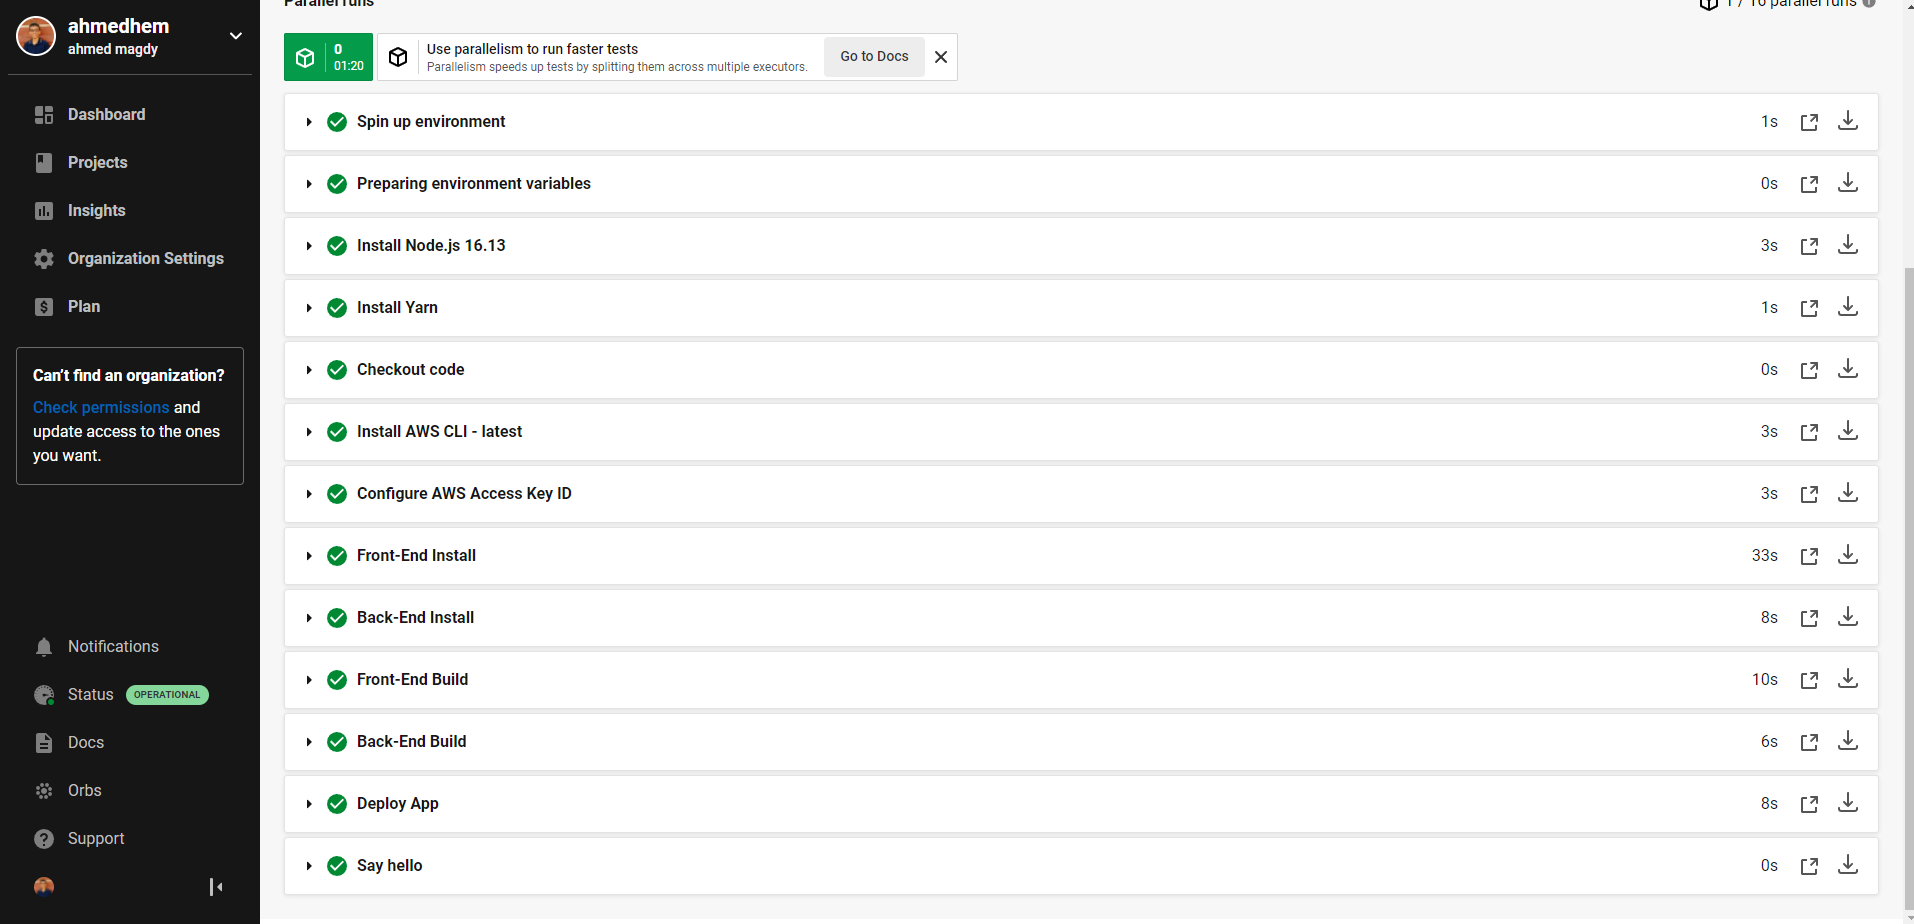 ahmedhem
ahmed magdy
Dashboard
Projects
Insights
Organization Settings
Plan
Can't find an organization?
Check permissions and
update access to the ones
you want.
Notifications
Status OPERATIONAL
Docs
Orbs
Support
Parallel runs
1 / 16 parallel runs
0
01:20
Use parallelism to run faster tests
Parallelism speeds up tests by splitting them across multiple executors.
Go to Docs
Spin up environment 1s
Preparing environment variables 0s
Install Node.js 16.13 3s
Install Yarn 1s
Checkout code 0s
Install AWS CLI - latest 3s
Configure AWS Access Key ID 3s
Front-End Install 33s
Back-End Install 8s
Front-End Build 10s
Back-End Build 6s
Deploy App 8s
Say hello 0s